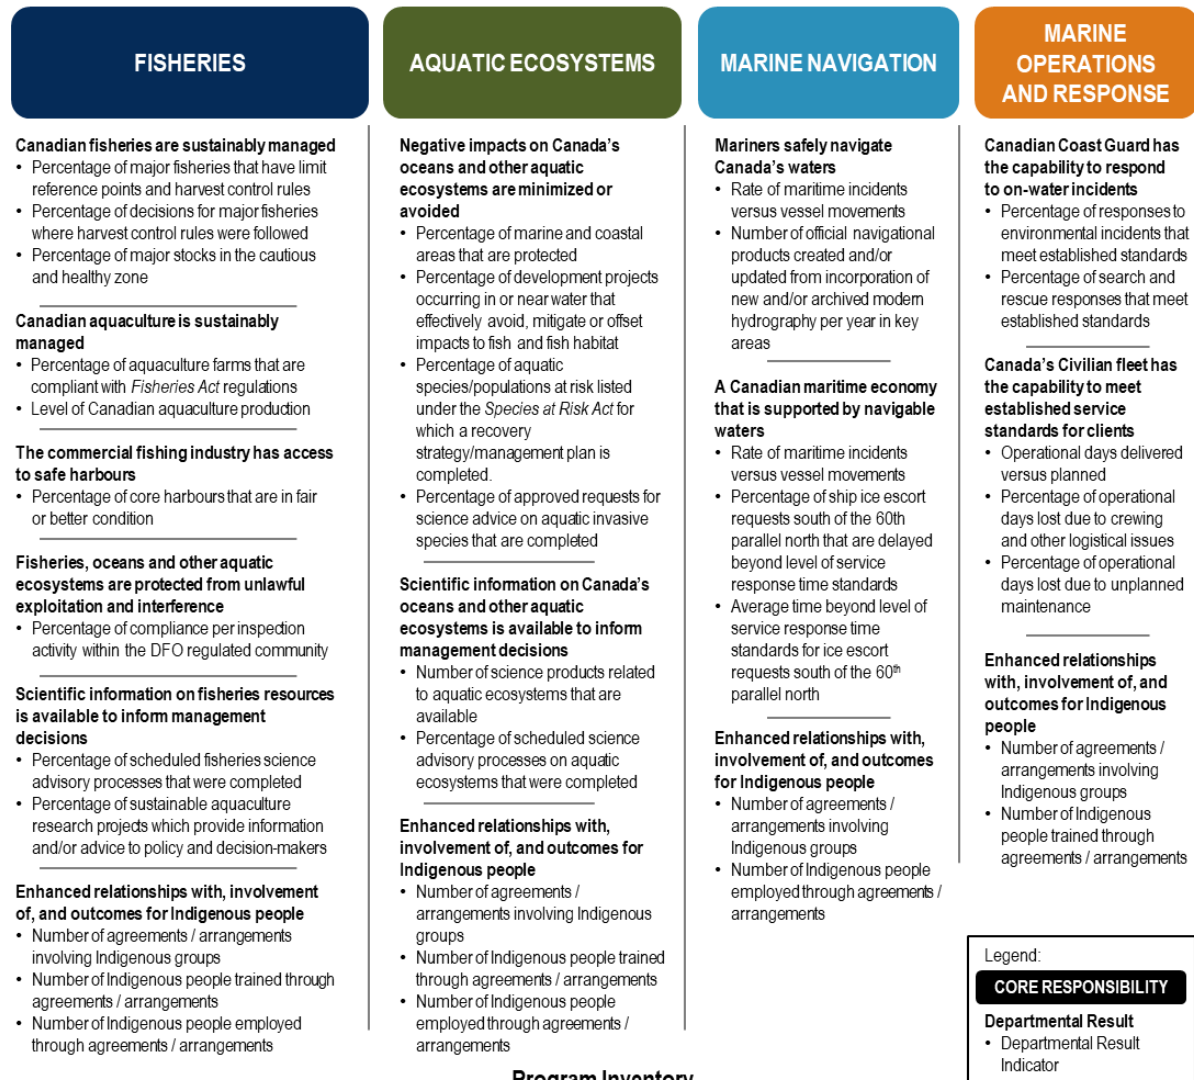 FISHERIES
Canadian fisheries are sustainably managed
• Percentage of major fisheries that have limit
reference points and harvest control rules
• Percentage of decisions for major fisheries
where harvest control rules were followed
• Percentage of major stocks in the cautious
and healthy zone
Canadian aquaculture is sustainably
managed
• Percentage of aquaculture farms that are
compliant with Fisheries Act regulations
• Level of Canadian aquaculture production
The commercial fishing industry has access
to safe harbours
• Percentage of core harbours that are in fair
or better condition
Fisheries, oceans and other aquatic
ecosystems are protected from unlawful
exploitation and interference
• Percentage of compliance per inspection
activity within the DFO regulated community
Scientific information on fisheries resources
is available to inform management
decisions
• Percentage of scheduled fisheries science
advisory processes that were completed
• Percentage of sustainable aquaculture
research projects which provide information
and/or advice to policy and decision-makers
Enhanced relationships with, involvement
of, and outcomes for Indigenous people
• Number of agreements / arrangements
involving Indigenous groups
• Number of Indigenous people trained through
agreements / arrangements
• Number of Indigenous people employed
through agreements / arrangements
AQUATIC ECOSYSTEMS
Negative impacts on Canada's
oceans and other aquatic
ecosystems are minimized or
avoided
• Percentage of marine and coastal
areas that are protected
• Percentage of development projects
occurring in or near water that
effectively avoid, mitigate or offset
impacts to fish and fish habitat
• Percentage of aquatic
species/populations at risk listed
under the Species at Risk Act for
which a recovery
strategy/management plan is
completed.
• Percentage of approved requests for
science advice on aquatic invasive
species that are completed
Scientific information on Canada's
oceans and other aquatic
ecosystems is available to inform
management decisions
• Number of science products related
to aquatic ecosystems that are
available
• Percentage of scheduled science
advisory processes on aquatic
ecosystems that were completed
Enhanced relationships with,
involvement of, and outcomes for
Indigenous people
• Number of agreements /
arrangements involving Indigenous
groups
• Number of Indigenous people trained
through agreements / arrangements
• Number of Indigenous people
employed through agreements /
arrangements
MARINE NAVIGATION
Mariners safely navigate
Canada's waters
• Rate of maritime incidents
versus vessel movements
• Number of official navigational
products created and/or
updated from incorporation of
new and/or archived modern
hydrography per year in key
areas
A Canadian maritime economy
that is supported by navigable
waters
• Rate of maritime incidents
versus vessel movements
• Percentage of ship ice escort
requests south of the 60th
parallel north that are delayed
beyond level of service
response time standards
• Average time beyond level of
service response time
standards for ice escort
requests south of the 60th
parallel north
Enhanced relationships with,
involvement of, and outcomes
for Indigenous people
• Number of agreements /
arrangements involving
Indigenous groups
• Number of Indigenous people
employed through agreements /
arrangements
MARINE
OPERATIONS
AND RESPONSE
Canadian Coast Guard has
the capability to respond
to on-water incidents
• Percentage of responses to
environmental incidents that
meet established standards
• Percentage of search and
rescue responses that meet
established standards
Canada's Civilian fleet has
the capability to meet
established service
standards for clients
• Operational days delivered
versus planned
• Percentage of operational
days lost due to crewing
and other logistical issues
• Percentage of operational
days lost due to unplanned
maintenance
Enhanced relationships
with, involvement of, and
outcomes for Indigenous
people
• Number of agreements /
arrangements involving
Indigenous groups
• Number of Indigenous
people trained through
agreements / arrangements
Legend:
CORE RESPONSIBILITY
Departmental Result
• Departmental Result
Indicator
Program Inventory